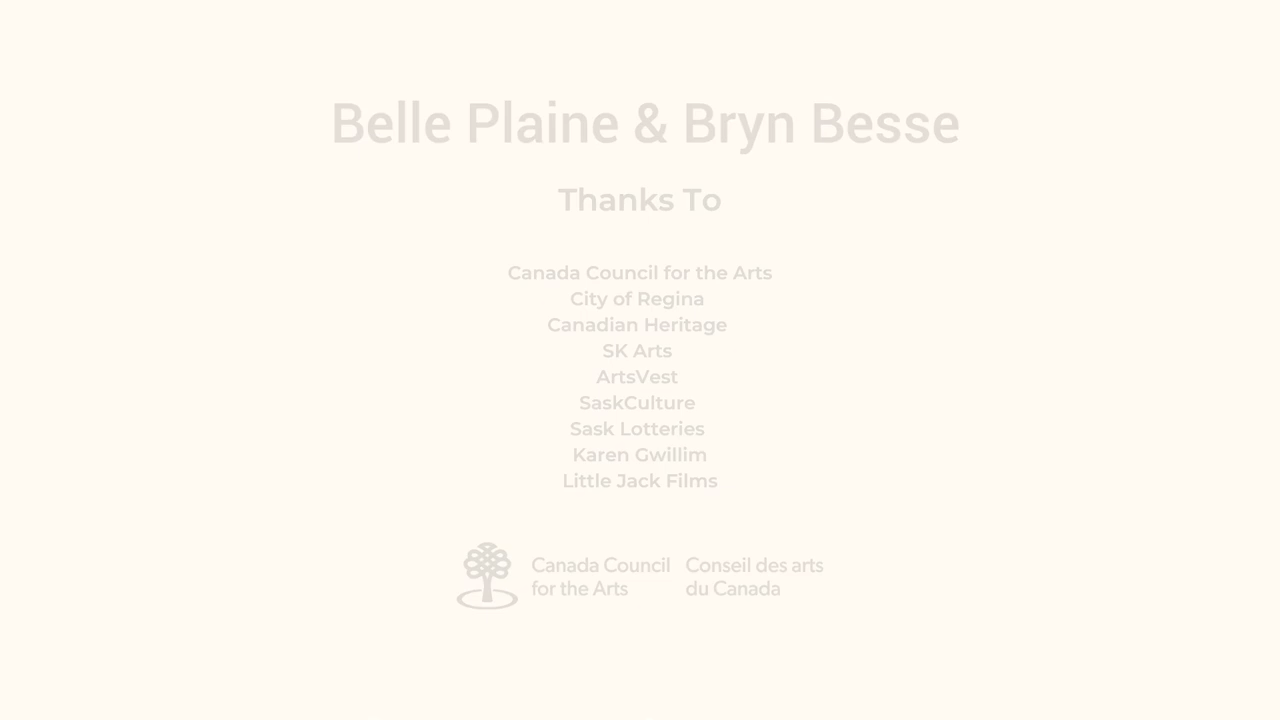 Belle Plaine & Bryn Besse
Thanks To
Canada Council for the Arts
City of Regina
Canadian Heritage
SK Arts
ArtsVest
SaskCulture
Sask Lotteries
Karen Gwillim
Little Jack Films
Canada Council Conseil des arts
for the Arts du Canada